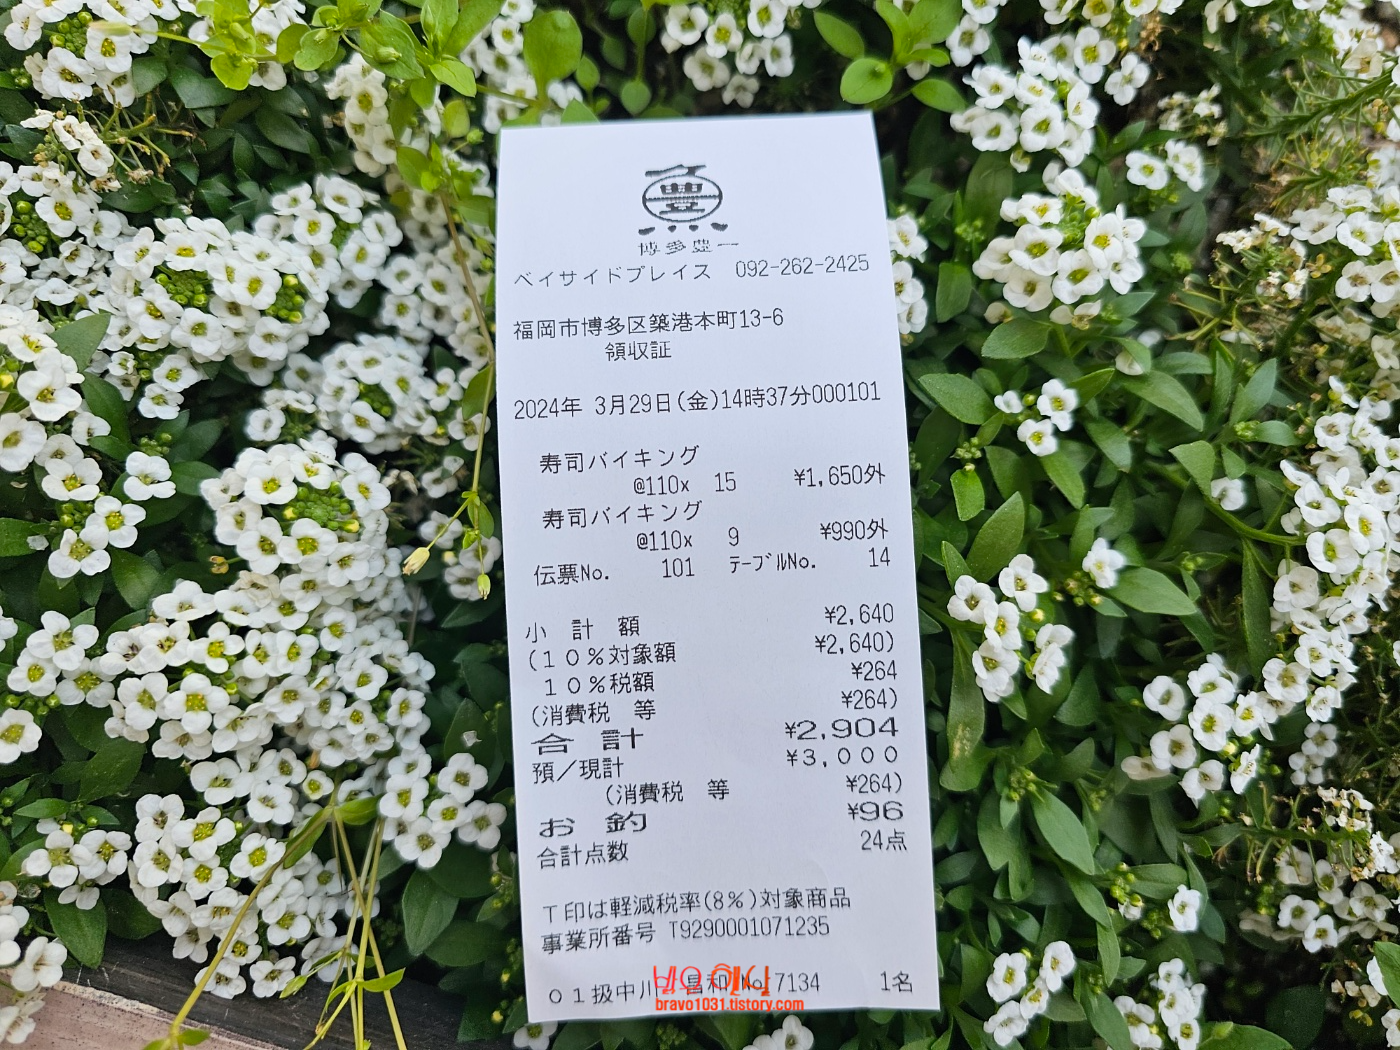 豊
博多豊一
ベイサイドプレイス 092-262-2425
福岡市博多区築港本町13-6
領収証
2024年 3月29日(金)14時37分000101
寿司バイキング
@110x 15 ¥1,650外
寿司バイキング
@110x 9 ¥990外
伝票No. 101 ﾃｰﾌﾞﾙNo. 14
小 計 額 ¥2,640
(１０％対象額 ¥2,640)
１０％税額 ¥264
(消費税 等 ¥264)
合 計 ¥2,904
預／現計 ¥3,000
(消費税 等 ¥264)
お 釣 ¥96
合計点数 24点
T印は軽減税率(8%)対象商品
事業所番号 T9290001071235
０１扱中川 昌和 No.7134 1名
bravo1031.tistory.com